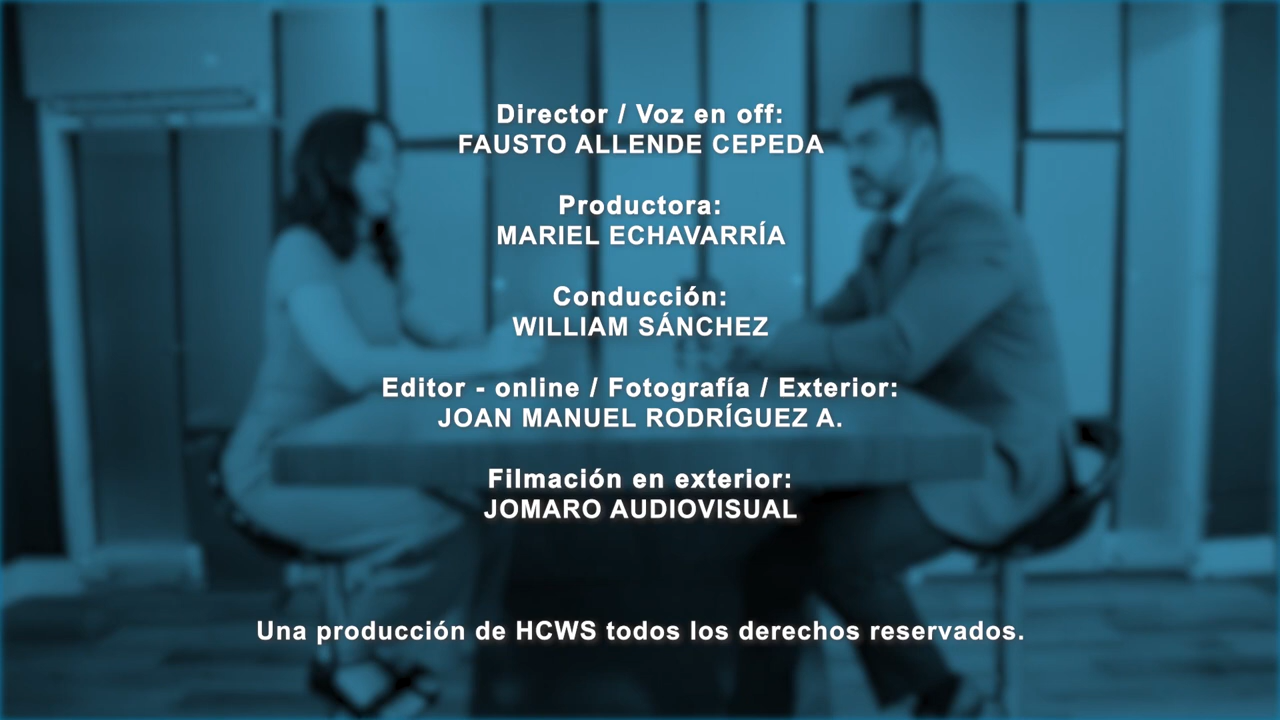 Director / Voz en off:
FAUSTO ALLENDE CEPEDA
Productora:
MARIEL ECHAVARRÍA
Conducción:
WILLIAM SÁNCHEZ
Editor - online / Fotografía / Exterior:
JOAN MANUEL RODRÍGUEZ A.
Filmación en exterior:
JOMARO AUDIOVISUAL
Una producción de HCWS todos los derechos reservados.